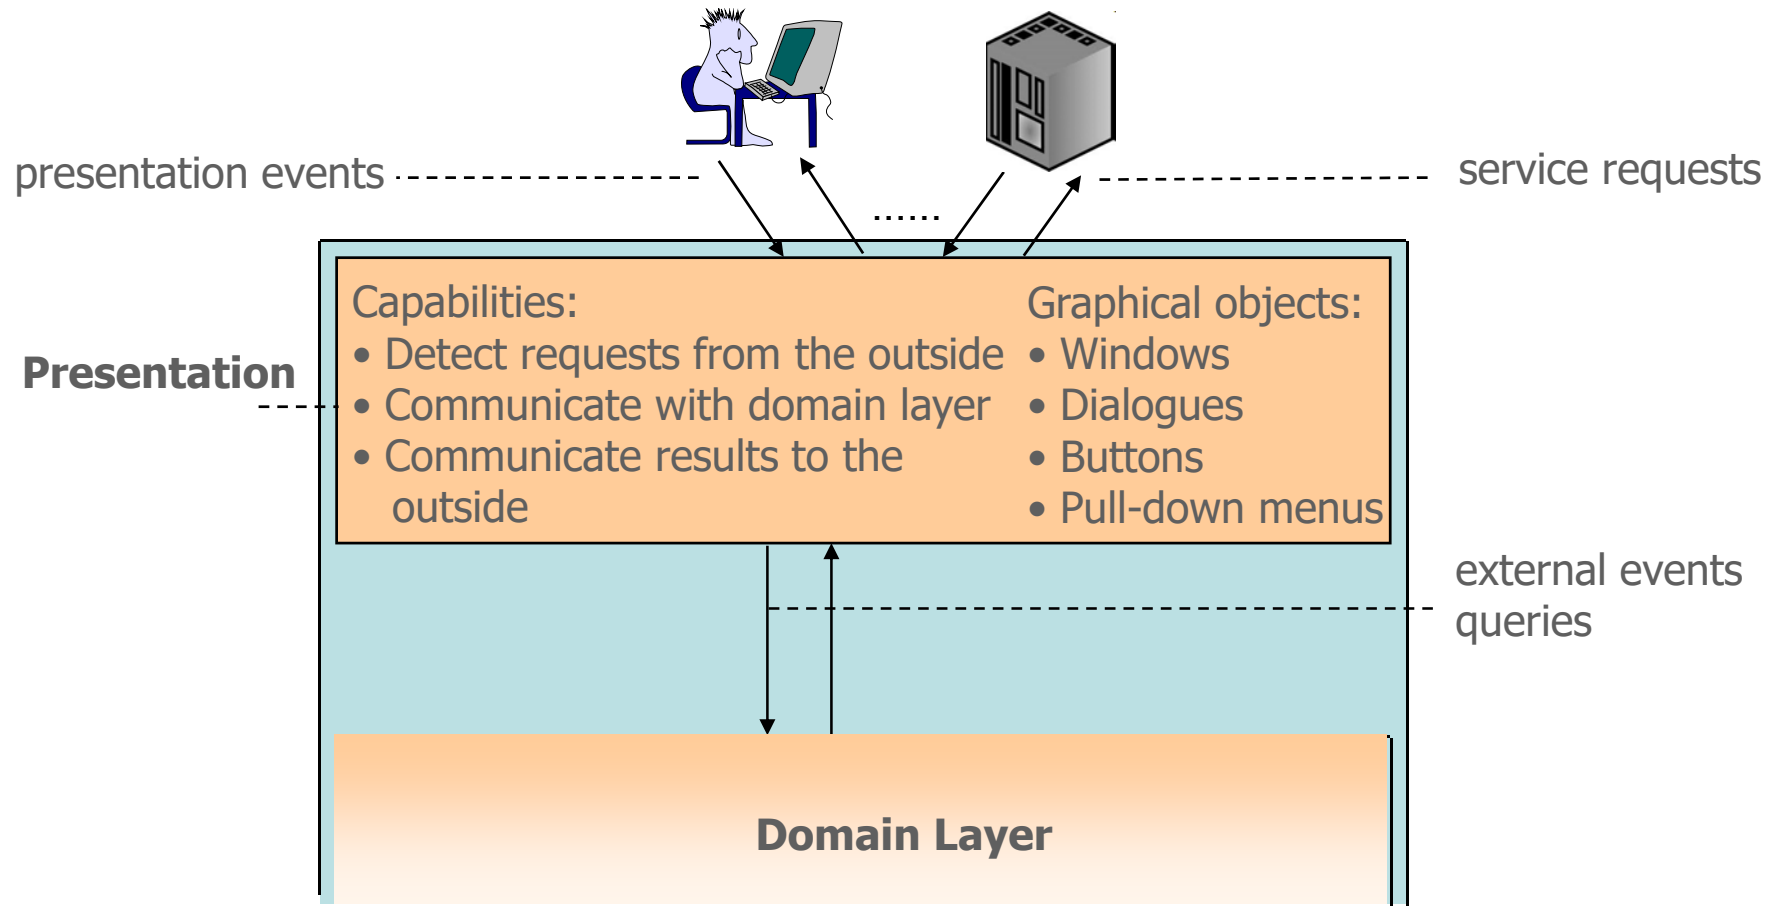 presentation events
service requests
......
Presentation
Capabilities:
• Detect requests from the outside
• Communicate with domain layer
• Communicate results to the
outside
Graphical objects:
• Windows
• Dialogues
• Buttons
• Pull-down menus
external events
queries
Domain Layer